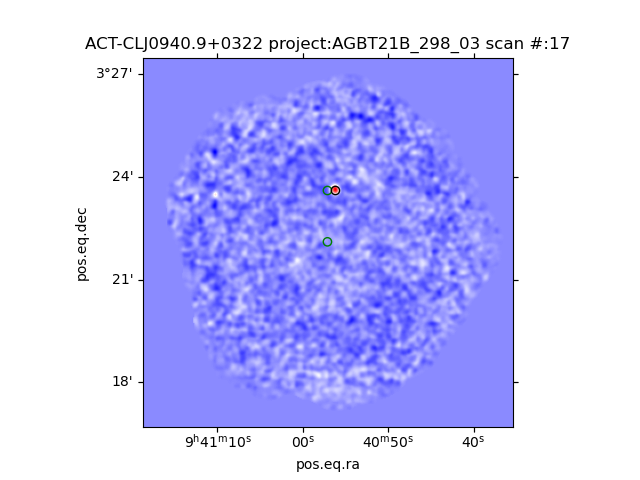 ACT-CLJ0940.9+0322 project:AGBT21B_298_03 scan #:17
3°27'
24'
21'
18'
pos.eq.dec
9ʰ41ᵐ10ˢ 00ˢ 40ᵐ50ˢ 40ˢ
pos.eq.ra